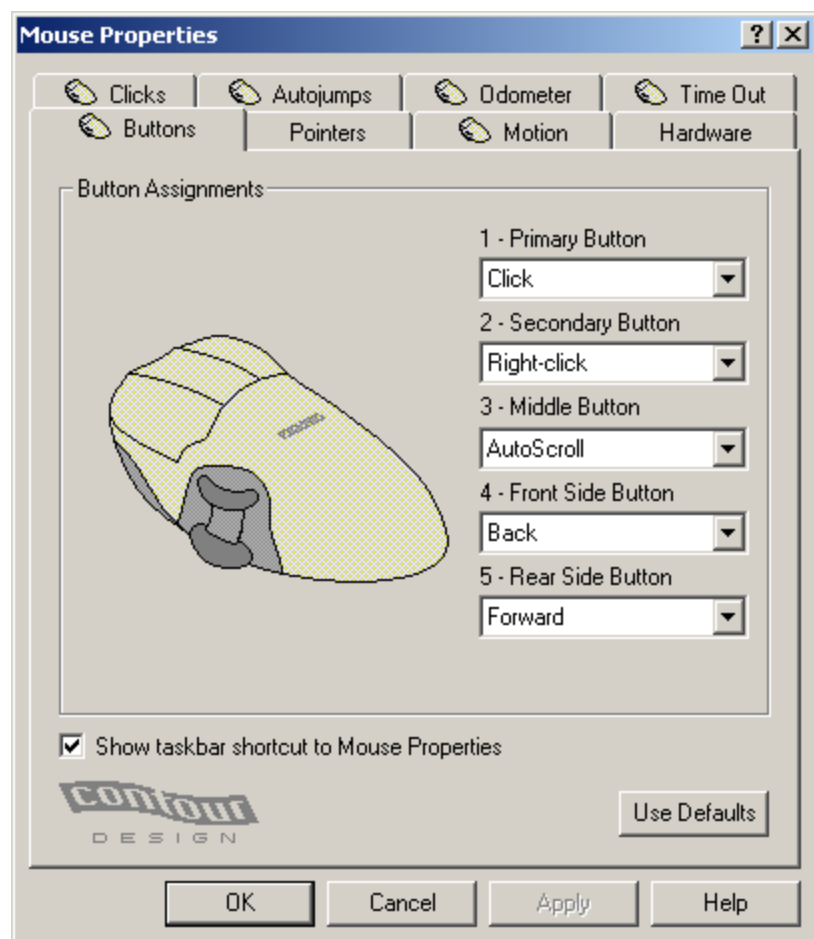 Mouse Properties
Clicks Autojumps Odometer Time Out
Buttons Pointers Motion Hardware
Button Assignments
1 - Primary Button
Click
2 - Secondary Button
Right-click
3 - Middle Button
AutoScroll
4 - Front Side Button
Back
5 - Rear Side Button
Forward
Show taskbar shortcut to Mouse Properties
contour
DESIGN
Use Defaults
OK Cancel Apply Help